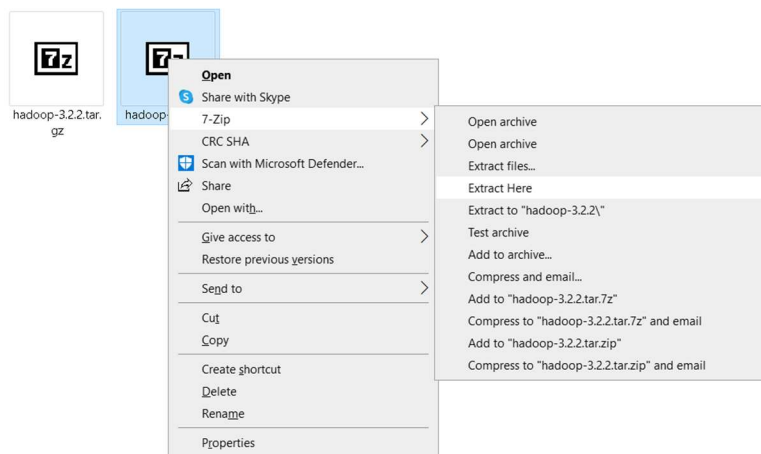 7z
hadoop-3.2.2.tar.
gz
7z
hadoop-
Open
Share with Skype
7-Zip
CRC SHA
Scan with Microsoft Defender...
Share
Open with...
Give access to
Restore previous versions
Send to
Cut
Copy
Create shortcut
Delete
Rename
Properties
Open archive
Open archive
Extract files...
Extract Here
Extract to "hadoop-3.2.2\"
Test archive
Add to archive...
Compress and email...
Add to "hadoop-3.2.2.tar.7z"
Compress to "hadoop-3.2.2.tar.7z" and email
Add to "hadoop-3.2.2.tar.zip"
Compress to "hadoop-3.2.2.tar.zip" and email